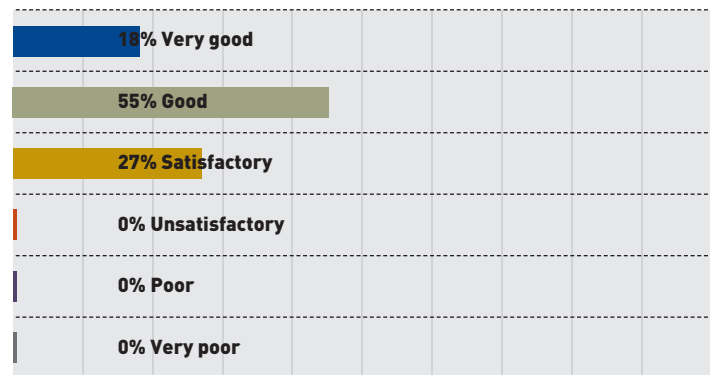 18% Very good
55% Good
27% Satisfactory
0% Unsatisfactory
0% Poor
0% Very poor